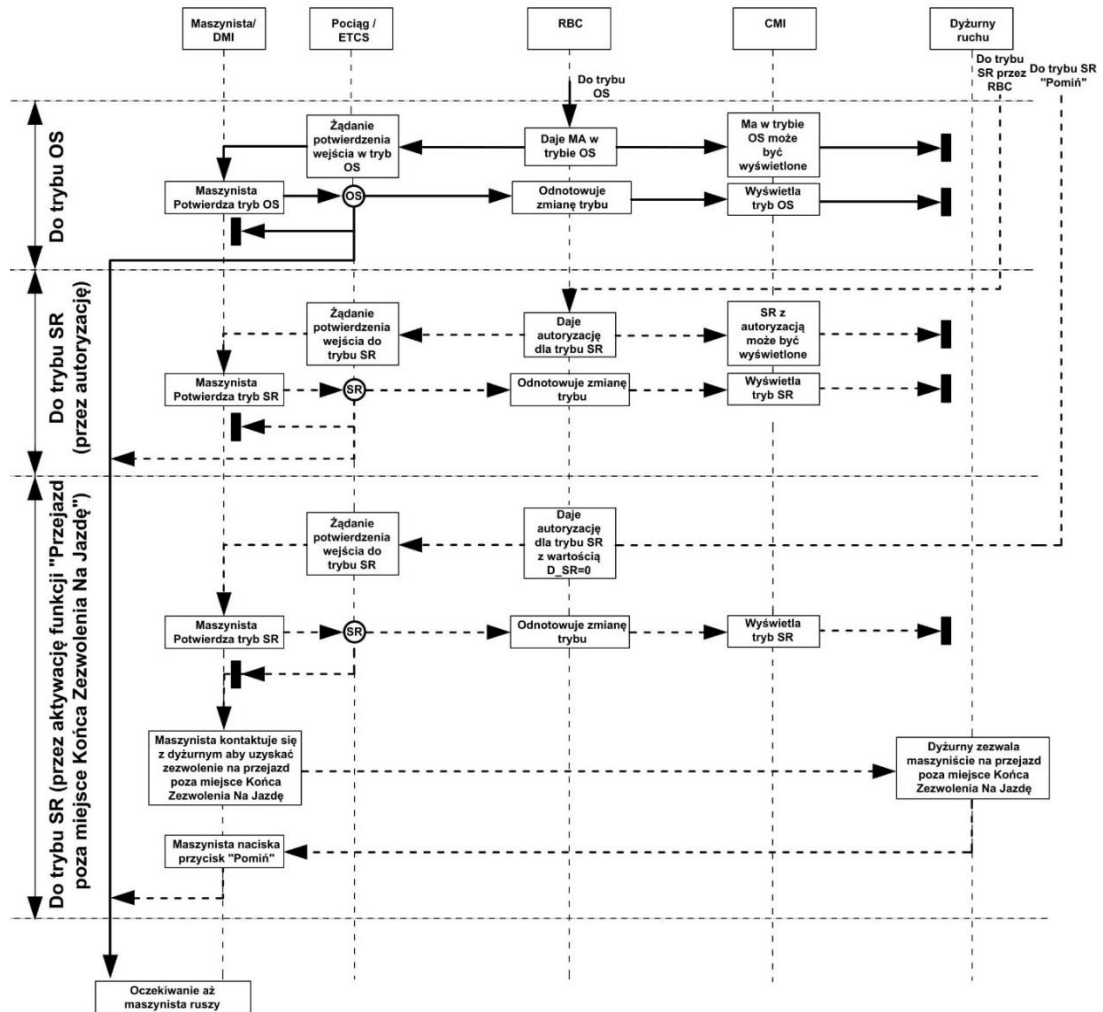 Maszynista/
DMI
Pociąg /
ETCS
RBC
CMI
Dyżurny
ruchu
Do trybu
OS
Do trybu
SR przez
RBC
Do trybu SR
"Pomiń"
Do trybu OS
Żądanie
potwierdzenia
wejścia w tryb
OS
Daje MA w
trybie OS
Ma w trybie
OS może
być
wyświetlone
Maszynista
Potwierdza tryb OS
OS
Odnotowuje
zmianę trybu
Wyświetla
tryb OS
Do trybu SR
(przez autoryzację)
Żądanie
potwierdzenia
wejścia do
trybu SR
Daje
autoryzację
dla trybu SR
SR z
autoryzacją
może być
wyświetlone
Maszynista
Potwierdza tryb SR
SR
Odnotowuje zmianę
trybu
Wyświetla
tryb SR
Do trybu SR (przez aktywację funkcji "Przejazd
poza miejsce Końca Zezwolenia Na Jazdę")
Żądanie
potwierdzenia
wejścia do
trybu SR
Daje
autoryzację
dla trybu SR
z wartością
D_SR=0
Maszynista
Potwierdza tryb SR
SR
Odnotowuje zmianę
trybu
Wyświetla
tryb SR
Maszynista kontaktuje się
z dyżurnym aby uzyskać
zezwolenie na przejazd
poza miejsce Końca
Zezwolenia Na Jazdę
Dyżurny zezwala
maszyniście na przejazd
poza miejsce Końca
Zezwolenia Na Jazdę
Maszynista naciska
przycisk "Pomiń"
Oczekiwanie aż
maszynista ruszy